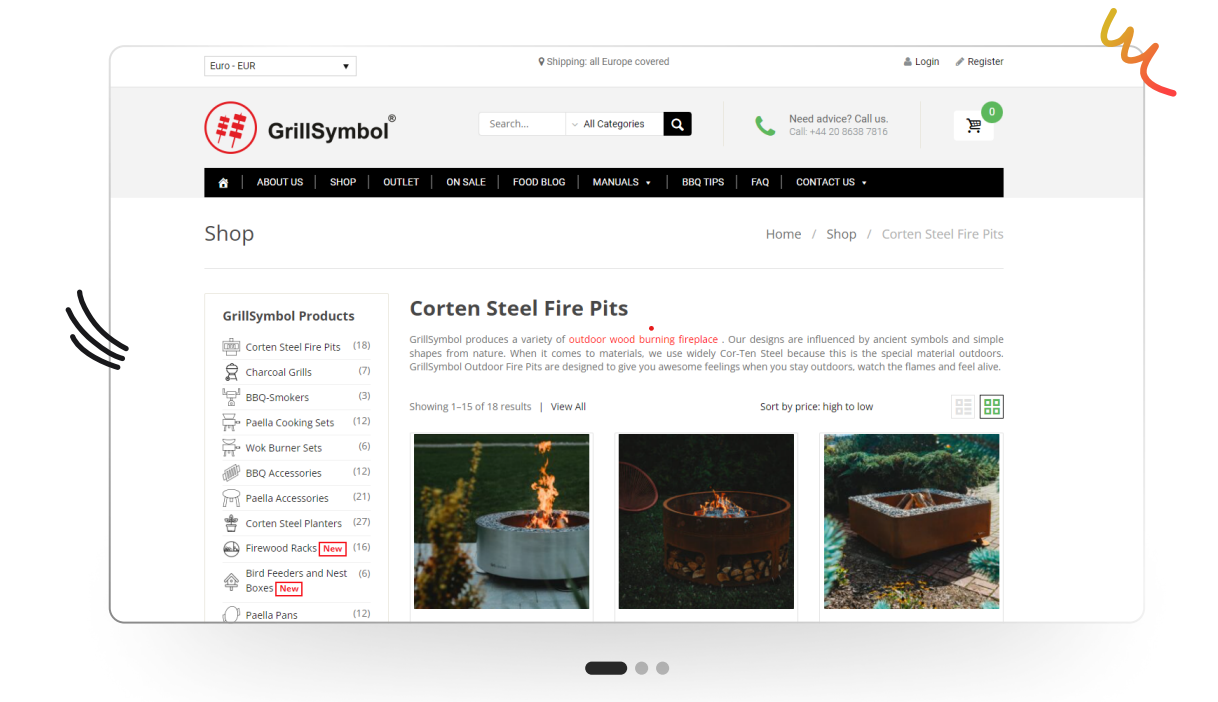 Euro - EUR
Shipping: all Europe covered
Login
Register
GrillSymbol®
Search...
All Categories
Need advice? Call us.
Call: +44 20 8638 7816
0
ABOUT US
SHOP
OUTLET
ON SALE
FOOD BLOG
MANUALS
BBQ TIPS
FAQ
CONTACT US
Shop
Home / Shop / Corten Steel Fire Pits
GrillSymbol Products
Corten Steel Fire Pits (18)
Charcoal Grills (7)
BBQ-Smokers (3)
Paella Cooking Sets (12)
Wok Burner Sets (6)
BBQ Accessories (12)
Paella Accessories (21)
Corten Steel Planters (27)
Firewood Racks New (16)
Bird Feeders and Nest (6)
Boxes New
Paella Pans (12)
Corten Steel Fire Pits
GrillSymbol produces a variety of outdoor wood burning fireplace . Our designs are influenced by ancient symbols and simple
shapes from nature. When it comes to materials, we use widely Cor-Ten Steel because this is the special material outdoors.
GrillSymbol Outdoor Fire Pits are designed to give you awesome feelings when you stay outdoors, watch the flames and feel alive.
Showing 1–15 of 18 results | View All
Sort by price: high to low